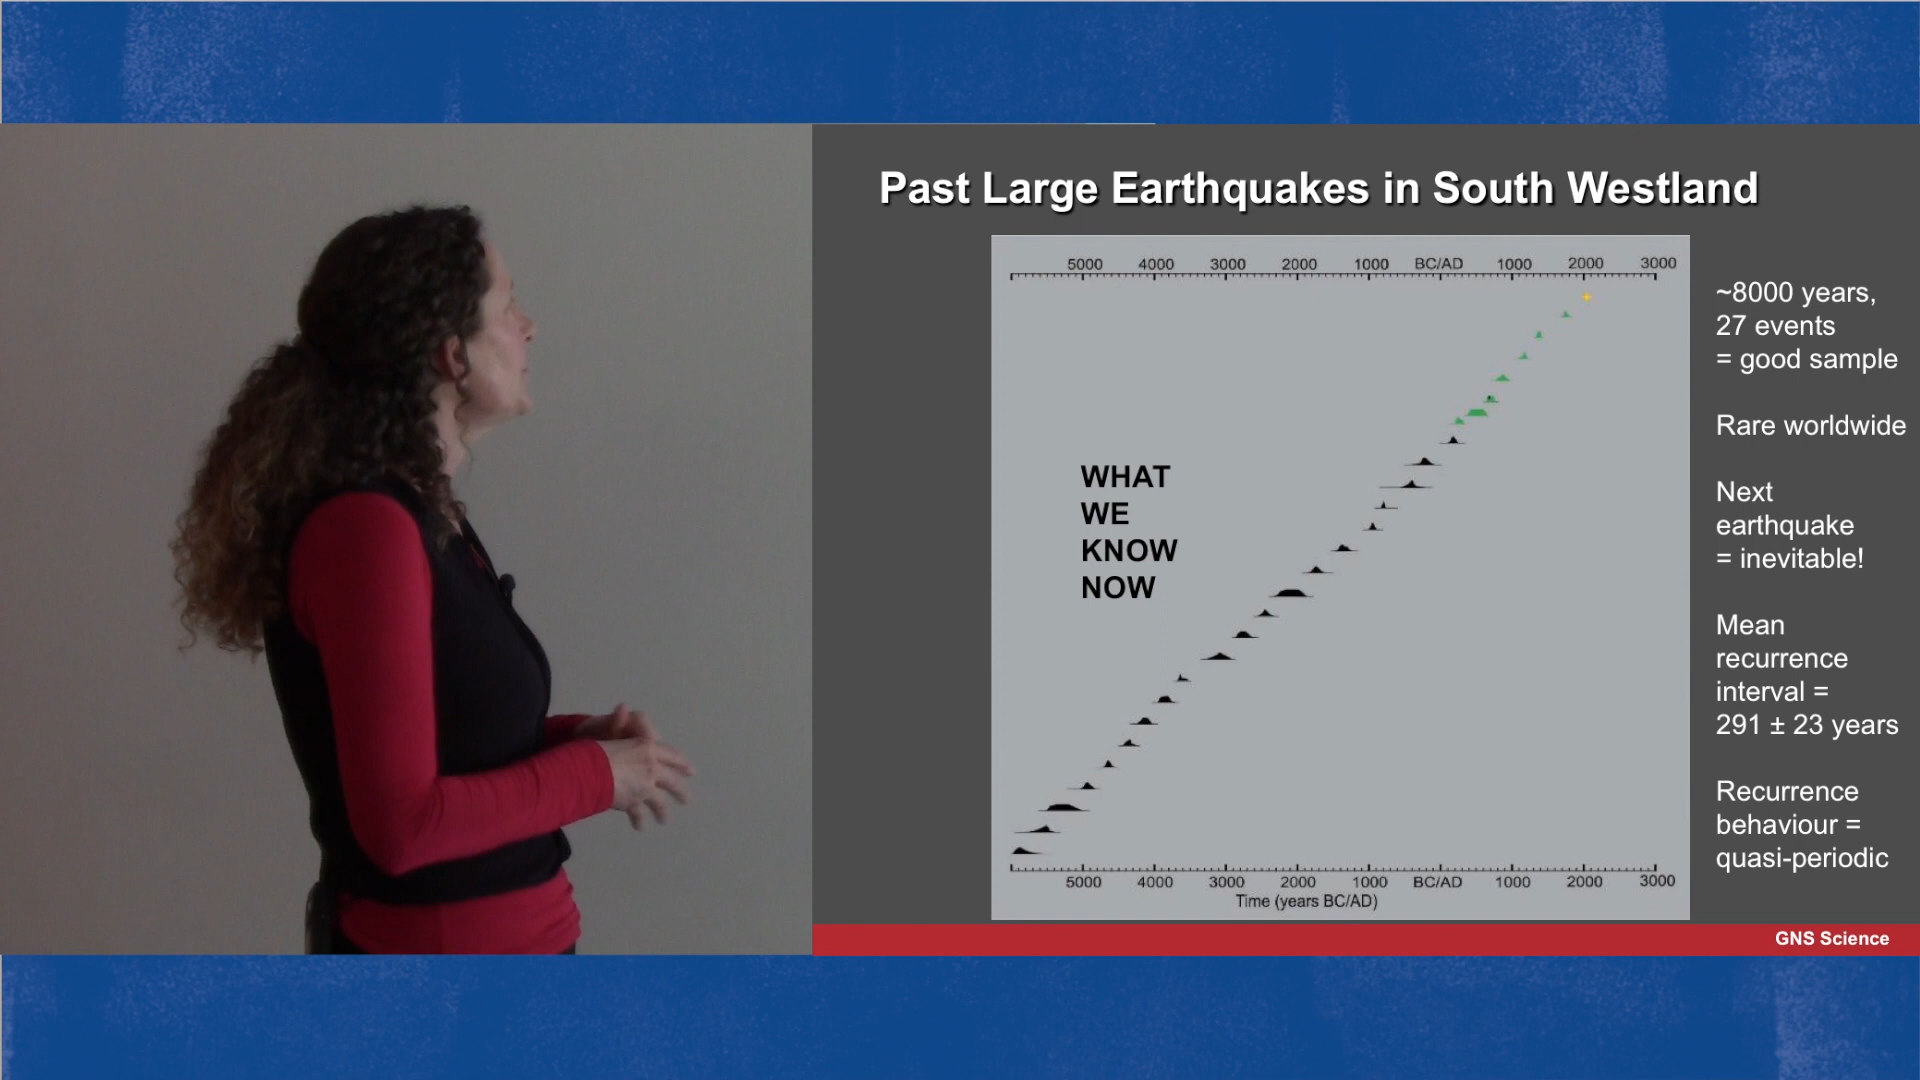 Past Large Earthquakes in South Westland
5000 4000 3000 2000 1000 BC/AD 1000 2000 3000
~8000 years,
27 events
= good sample
Rare worldwide
WHAT
WE
KNOW
NOW
Next
earthquake
= inevitable!
Mean
recurrence
interval =
291 ± 23 years
Recurrence
behaviour =
quasi-periodic
5000 4000 3000 2000 1000 BC/AD 1000 2000 3000
Time (years BC/AD)
GNS Science